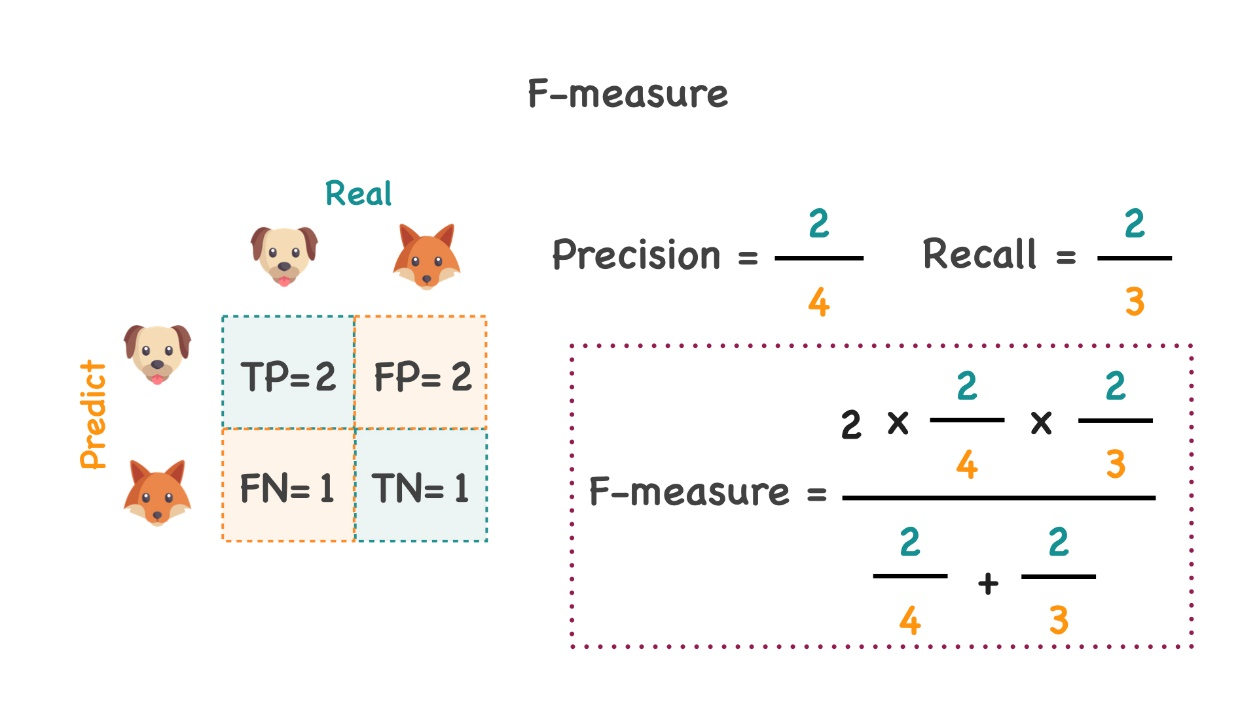 F-measure
Real
Predict
TP=2 FP= 2
FN= 1 TN= 1
Precision = 2/4
Recall = 2/3
F-measure = (2 x 2/4 x 2/3) / (2/4 + 2/3)